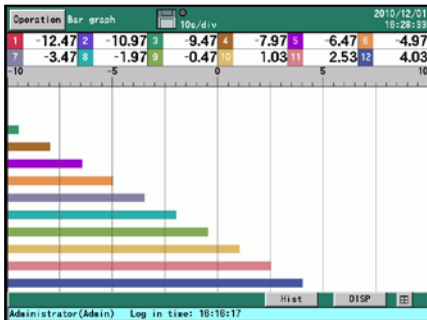 Operation Bar graph 10s/div 2010/12/01
16:28:33
1 -12.47 2 -10.97 3 -9.47 4 -7.97 5 -6.47 6 -4.97
7 -3.47 8 -1.97 9 -0.47 10 1.03 11 2.53 12 4.03
-10 -5 0 5 10
Hist DISP
Administrator(Admin) Log in time: 16:16:17